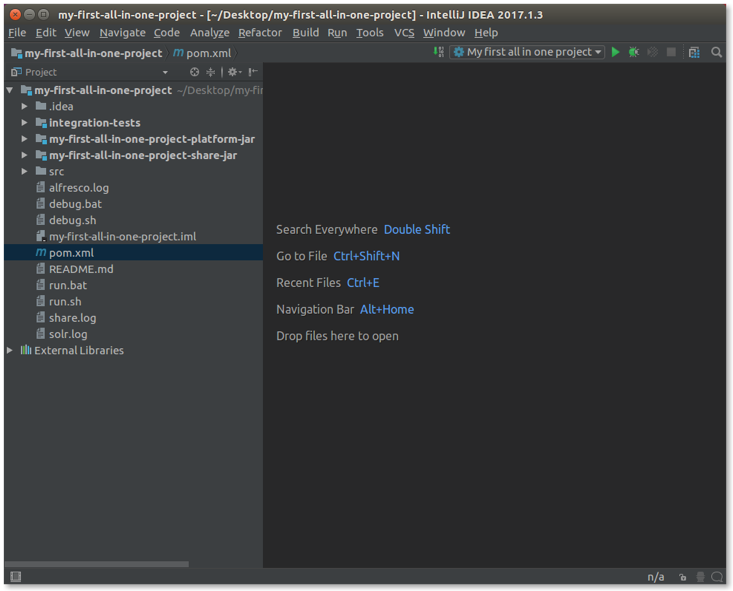 my-first-all-in-one-project - [~/Desktop/my-first-all-in-one-project] - IntelliJ IDEA 2017.1.3
File Edit View Navigate Code Analyze Refactor Build Run Tools VCS Window Help
my-first-all-in-one-project m pom.xml My first all in one project
Project
my-first-all-in-one-project ~/Desktop/my-fir
.idea
integration-tests
my-first-all-in-one-project-platform-jar
my-first-all-in-one-project-share-jar
src
alfresco.log
debug.bat
debug.sh
my-first-all-in-one-project.iml
m pom.xml
README.md
run.bat
run.sh
share.log
solr.log
External Libraries
Search Everywhere Double Shift
Go to File Ctrl+Shift+N
Recent Files Ctrl+E
Navigation Bar Alt+Home
Drop files here to open
n/a